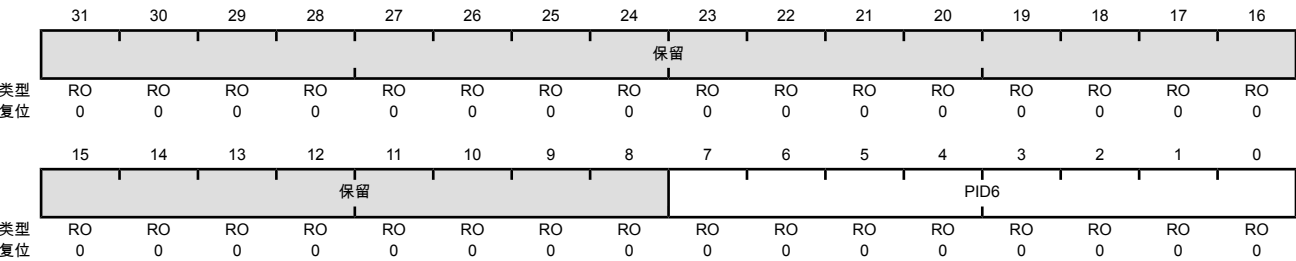 31 30 29 28 27 26 25 24 23 22 21 20 19 18 17 16
保留
类型 RO RO RO RO RO RO RO RO RO RO RO RO RO RO RO RO
复位 0 0 0 0 0 0 0 0 0 0 0 0 0 0 0 0
15 14 13 12 11 10 9 8 7 6 5 4 3 2 1 0
保留 PID6
类型 RO RO RO RO RO RO RO RO RO RO RO RO RO RO RO RO
复位 0 0 0 0 0 0 0 0 0 0 0 0 0 0 0 0